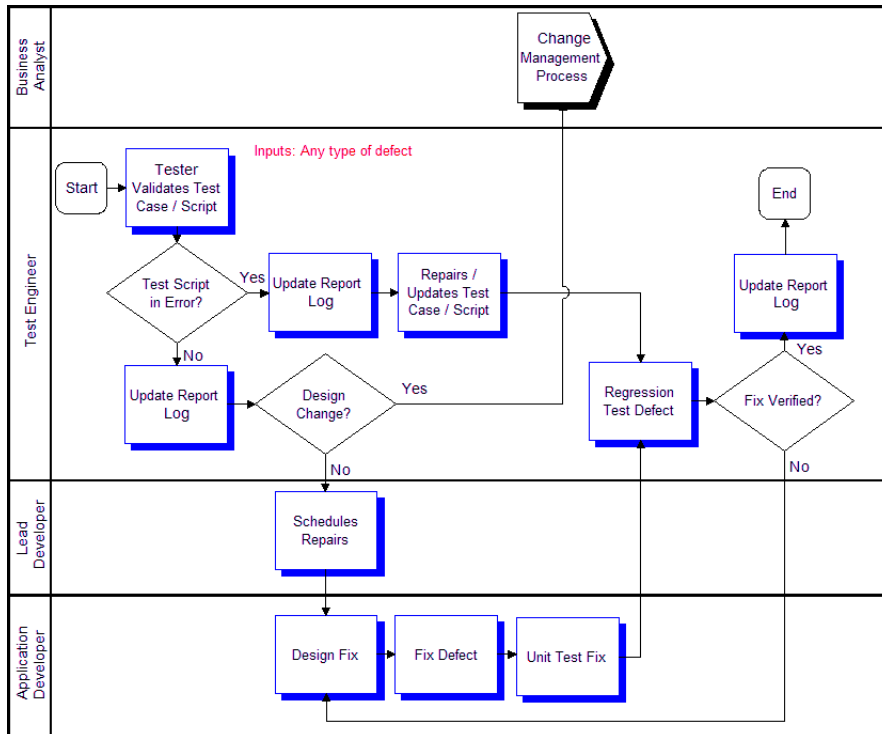 Business
Analyst
Change
Management
Process
Test Engineer
Inputs: Any type of defect
Start
Tester
Validates Test
Case / Script
End
Test Script
in Error?
Yes
Update Report
Log
Repairs /
Updates Test
Case / Script
Update Report
Log
No
Yes
Update Report
Log
Design
Change?
Yes
Regression
Test Defect
Fix Verified?
No
No
Lead
Developer
Schedules
Repairs
Application
Developer
Design Fix
Fix Defect
Unit Test Fix